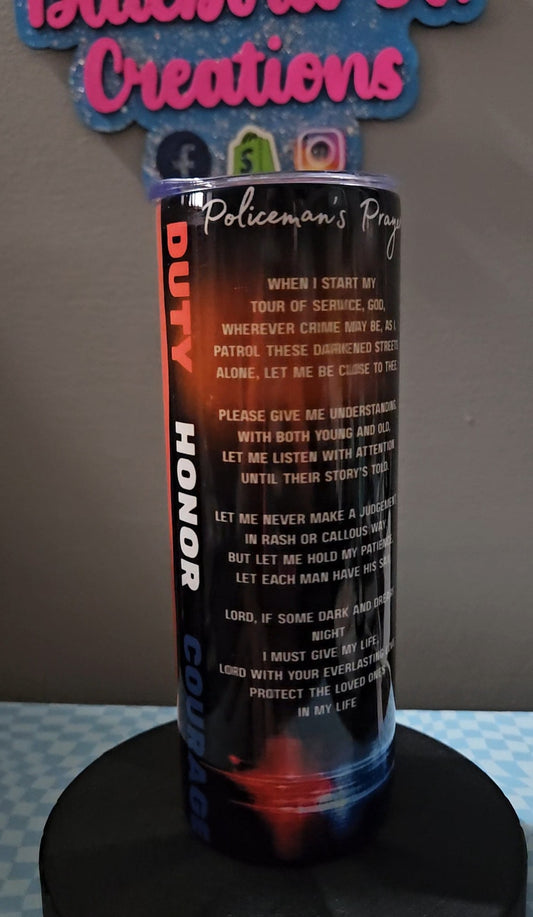 Creations
Policeman's Praye
DUTY HONOR COURAGE
WHEN I START MY
TOUR OF SERVICE, GOD,
WHEREVER CRIME MAY BE, AS I
PATROL THESE DARKENED STREETS
ALONE, LET ME BE CLOSE TO THEE.
PLEASE GIVE ME UNDERSTANDING
WITH BOTH YOUNG AND OLD.
LET ME LISTEN WITH ATTENTION
UNTIL THEIR STORY'S TOLD.
LET ME NEVER MAKE A JUDGEMENT
IN RASH OR CALLOUS WAY,
BUT LET ME HOLD MY PATIENCE,
LET EACH MAN HAVE HIS SAY.
LORD, IF SOME DARK AND DREARY
NIGHT
I MUST GIVE MY LIFE,
LORD WITH YOUR EVERLASTING LOVE
PROTECT THE LOVED ONES
IN MY LIFE